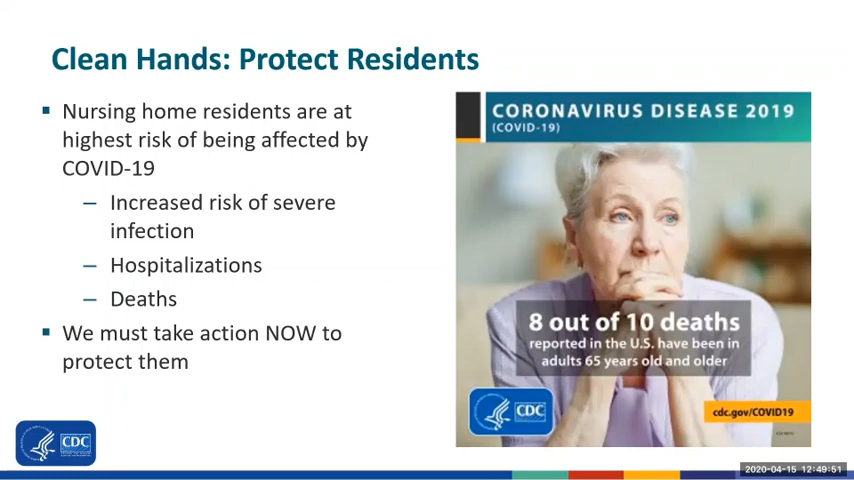 Clean Hands: Protect Residents
Nursing home residents are at
highest risk of being affected by
COVID-19
Increased risk of severe
infection
Hospitalizations
Deaths
We must take action NOW to
protect them
CORONAVIRUS DISEASE 2019
(COVID-19)
8 out of 10 deaths
reported in the U.S. have been in
adults 65 years old and older
CDC
cdc.gov/COVID19
CDC
2020-04-15 12:49:51